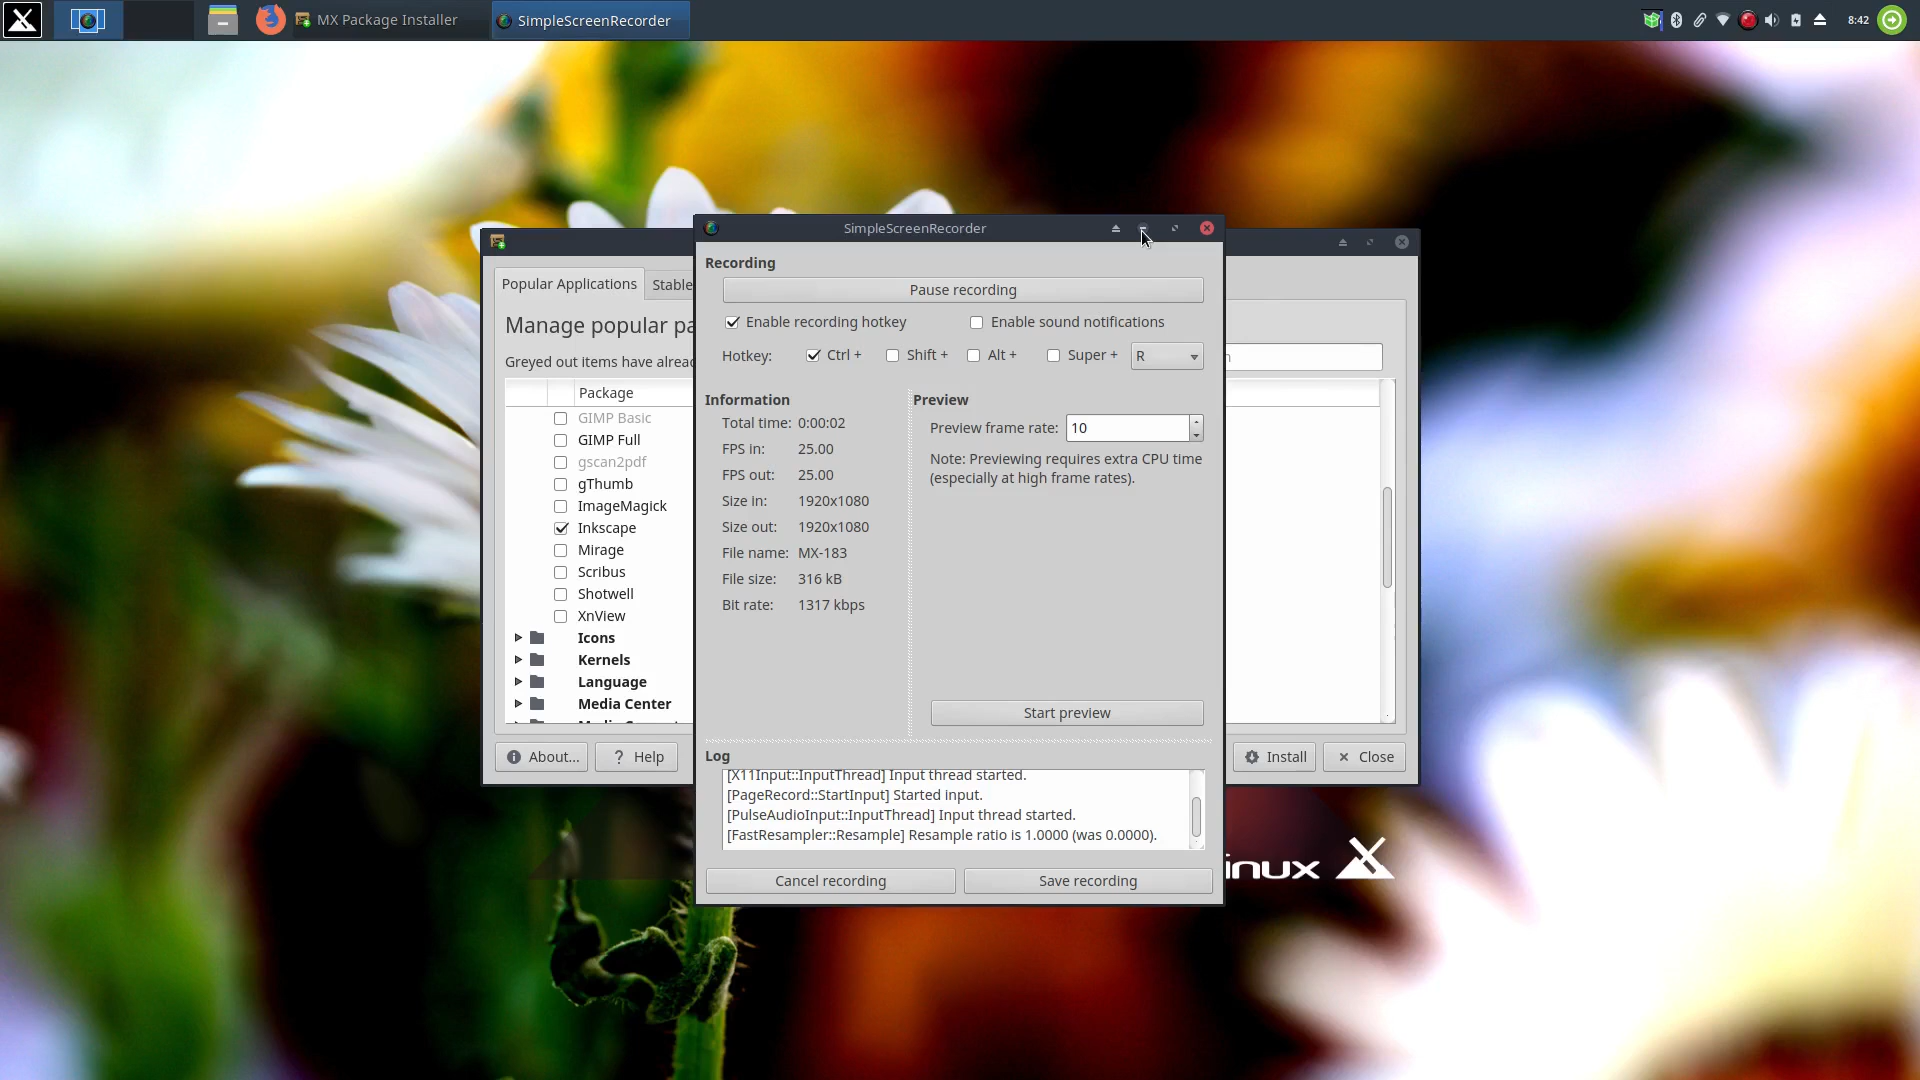 MX Package Installer
SimpleScreenRecorder
8:42
SimpleScreenRecorder
Popular Applications
Stable
Manage popular pa
Greyed out items have alread
Package
GIMP Basic
GIMP Full
gscan2pdf
gThumb
ImageMagick
Inkscape
Mirage
Scribus
Shotwell
XnView
Icons
Kernels
Language
Media Center
About...
Help
Install
Close
Recording
Pause recording
Enable recording hotkey
Enable sound notifications
Hotkey: Ctrl + Shift + Alt + Super + R
Information
Total time: 0:00:02
FPS in: 25.00
FPS out: 25.00
Size in: 1920x1080
Size out: 1920x1080
File name: MX-183
File size: 316 kB
Bit rate: 1317 kbps
Preview
Preview frame rate: 10
Note: Previewing requires extra CPU time
(especially at high frame rates).
Start preview
Log
[X11Input::InputThread] Input thread started.
[PageRecord::StartInput] Started input.
[PulseAudioInput::InputThread] Input thread started.
[FastResampler::Resample] Resample ratio is 1.0000 (was 0.0000).
Cancel recording
Save recording
inux